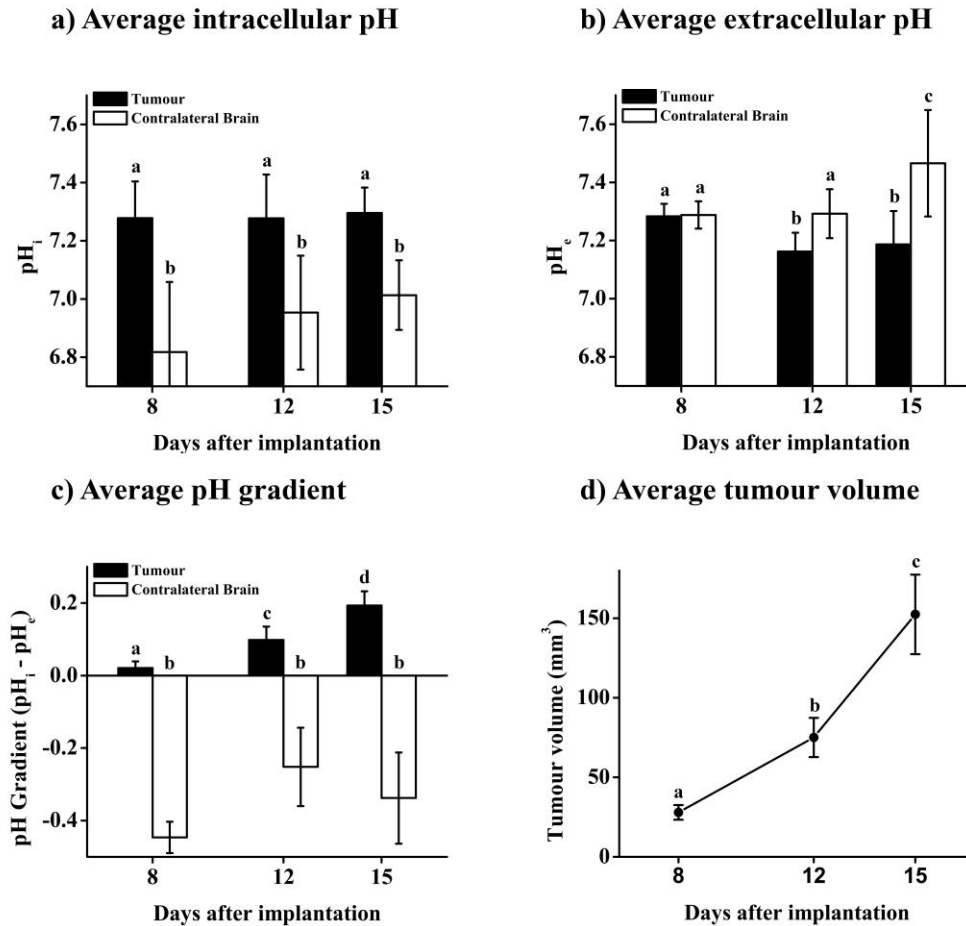 a) Average intracellular pH
Tumour
Contralateral Brain
7.6
7.4
7.2
7.0
6.8
pHi
a
b
a
b
a
b
8
12
15
Days after implantation
b) Average extracellular pH
Tumour
Contralateral Brain
7.6
7.4
7.2
7.0
6.8
pHe
a
a
b
a
b
c
8
12
15
Days after implantation
c) Average pH gradient
Tumour
Contralateral Brain
0.2
0.0
-0.2
-0.4
pH Gradient (pHi - pHe)
a
b
c
b
d
b
8
12
15
Days after implantation
d) Average tumour volume
150
100
50
0
Tumour volume (mm³)
a
b
c
8
12
15
Days after implantation